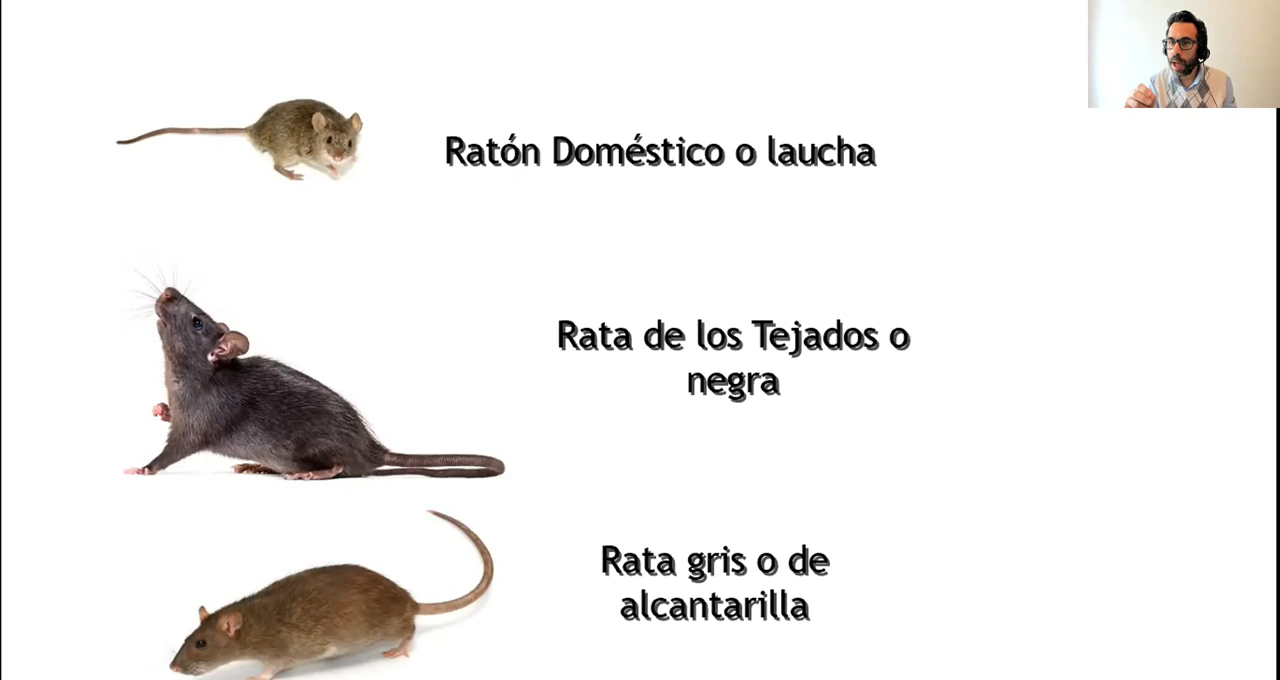 Ratón Doméstico o laucha
Rata de los Tejados o
negra
Rata gris o de
alcantarilla